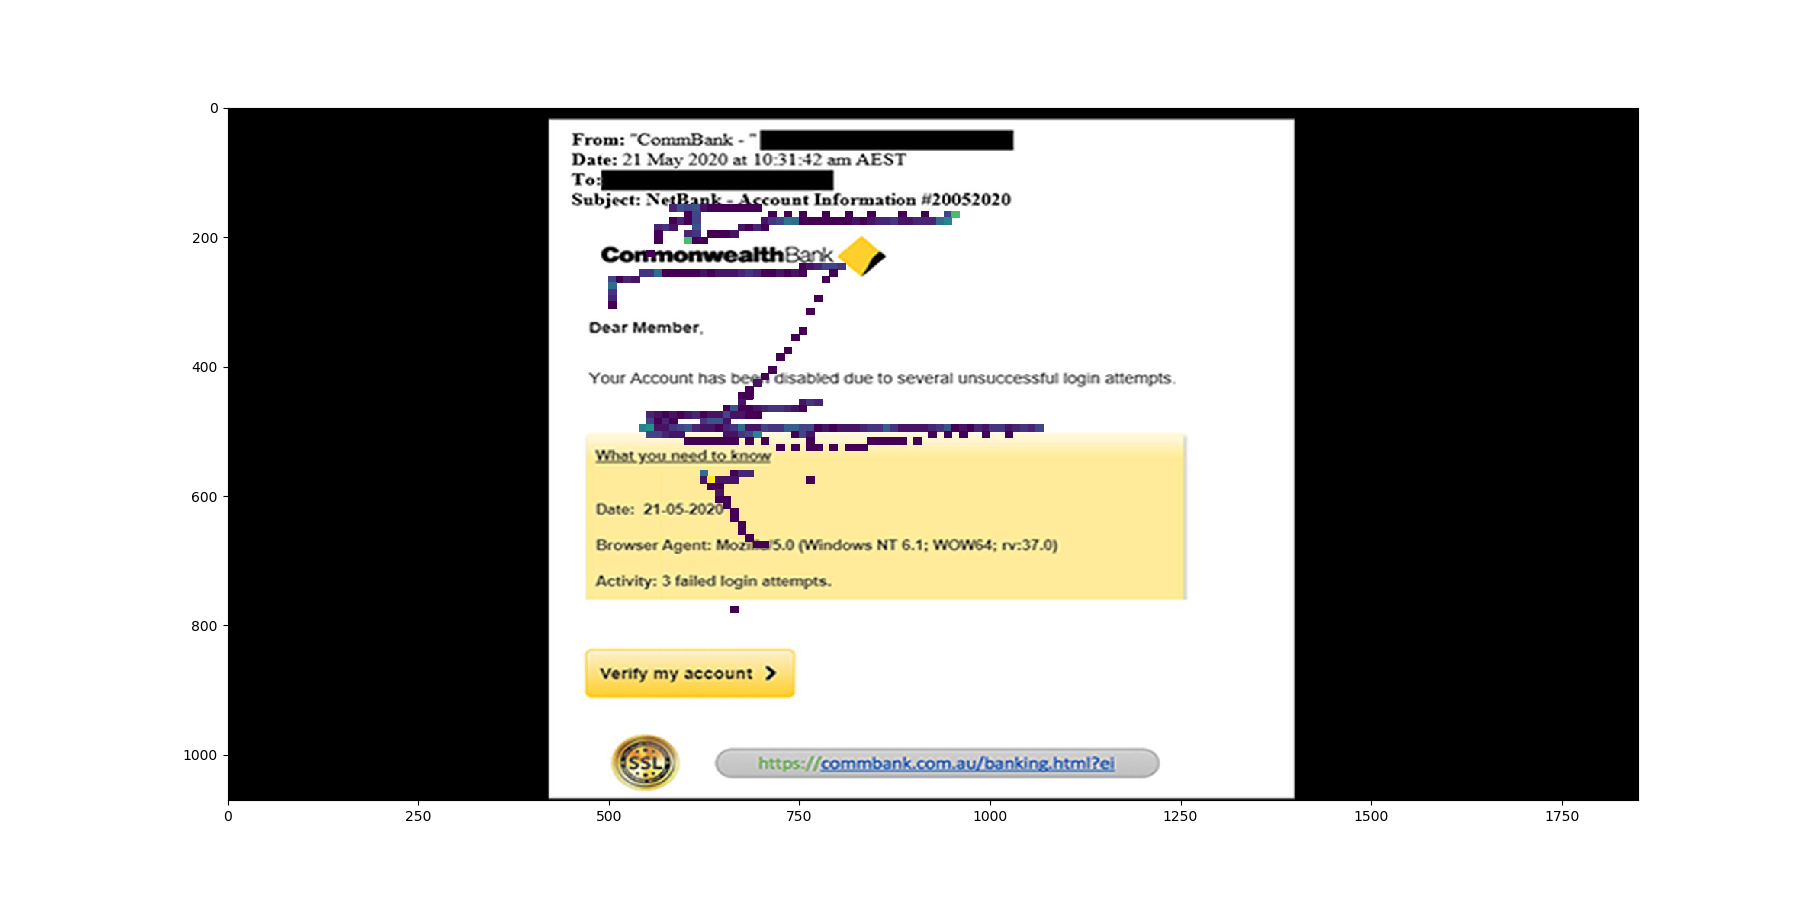 0
200
400
600
800
1000
0 250 500 750 1000 1250 1500 1750
From: "CommBank - "
Date: 21 May 2020 at 10:31:42 am AEST
To:
Subject: NetBank - Account Information #20052020
CommonwealthBank
Dear Member,
Your Account has been disabled due to several unsuccessful login attempts.
What you need to know
Date: 21-05-2020
Browser Agent: Mozilla/5.0 (Windows NT 6.1; WOW64; rv:37.0)
Activity: 3 failed login attempts.
Verify my account
SSL
https://commbank.com.au/banking.html?ei